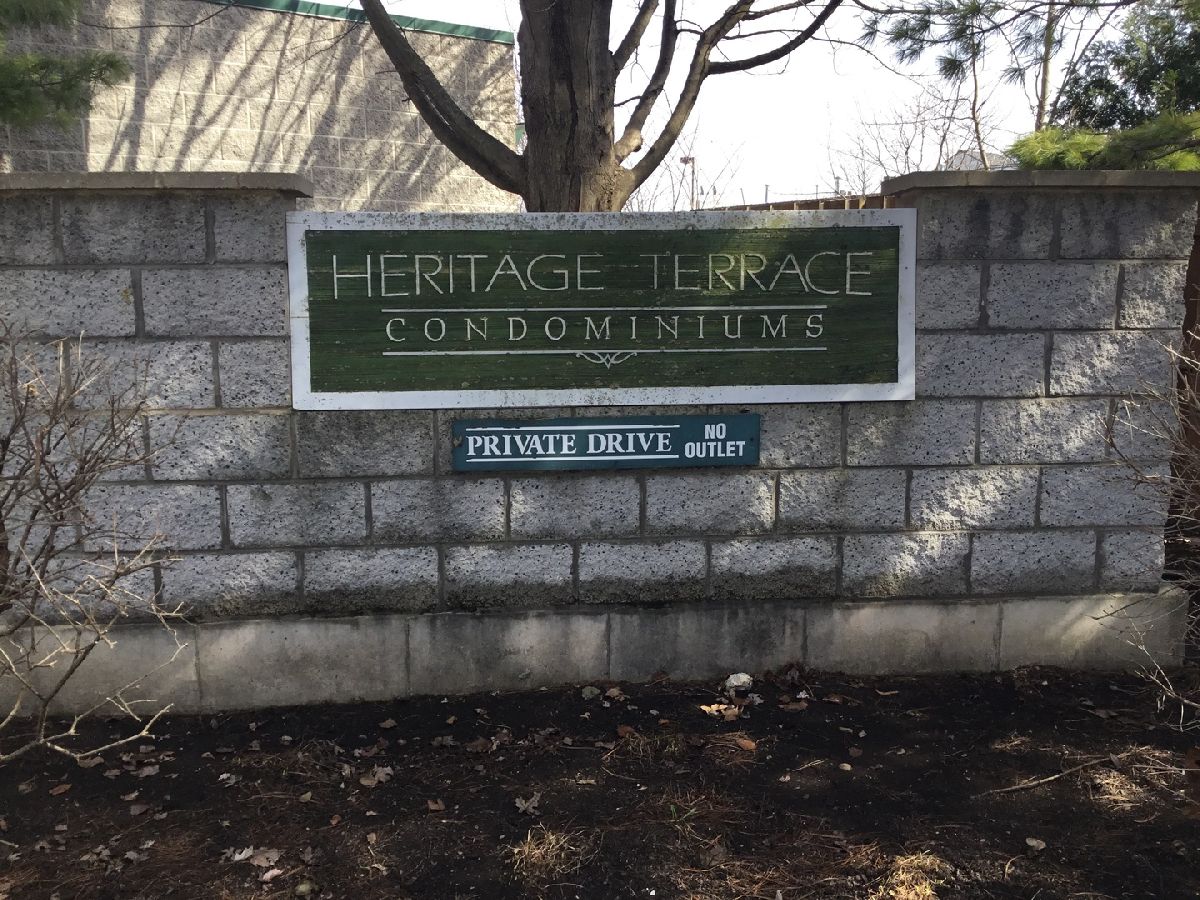 HERITAGE TERRACE
CONDOMINIUMS
PRIVATE DRIVE NO OUTLET